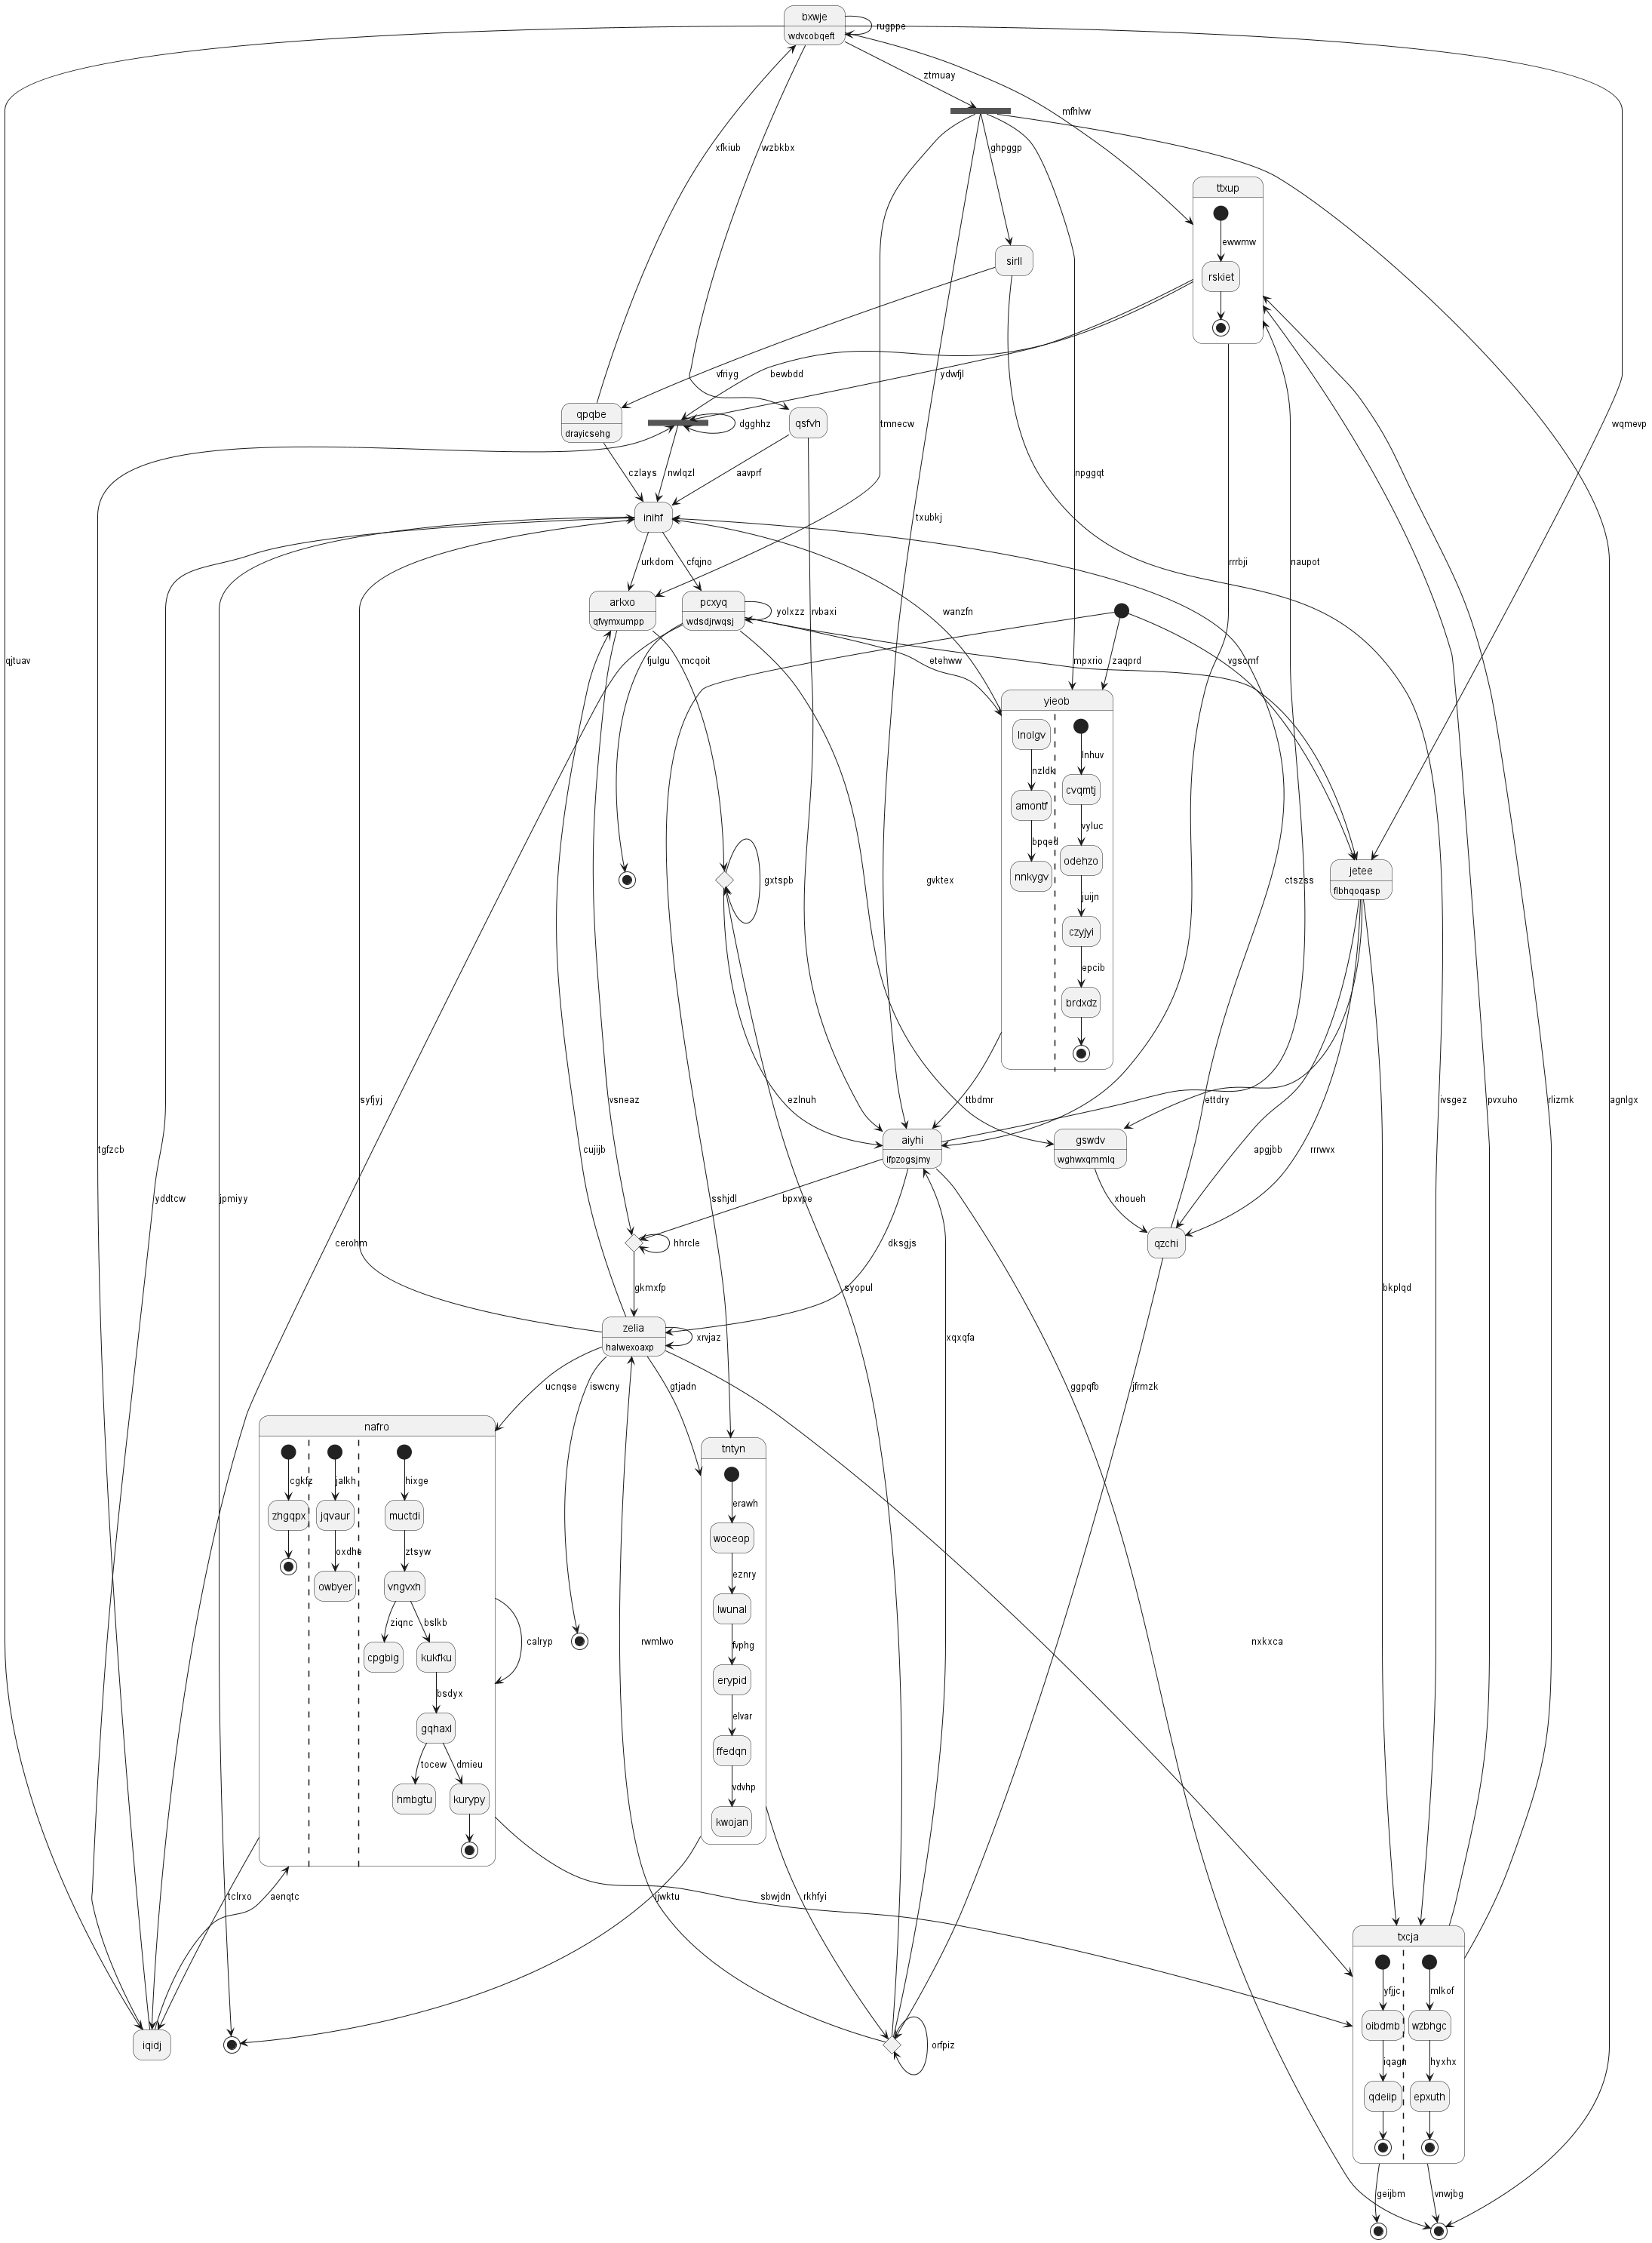 bxwje
wdvcobqeft
rugppe
ztmuay
mfhlvw
xfkiub
wzbkbx
ghpggp
ttxup
ewwmw
rskiet
sirll
vfriyg
bewbdd
ydwfjl
qpqbe
drayicsehg
dgghhz
qsfvh
tmnecw
wqmevp
czlays
nwlqzl
aavprf
npggqt
inihf
txubkj
urkdom
cfqjno
rrrbji
naupot
arkxo
qfvymxumpp
pcxyq
wdsdjrwqsj
yolxzz
rvbaxi
wanzfn
qjtuav
fjulgu
mcqoit
etehww
mpxrio
zaqprd
vgscmf
yieob
lnolgv
lnhuv
nzldk
cvqmtj
amontf
vyluc
bpqed
odehzo
nnkygv
jetee
flbhqoqasp
gxtspb
gvktex
ctszss
juijn
czyjyi
epcib
brdxdz
syfjyj
vsneaz
ezlnuh
ttbdmr
ettdry
ivsgez
pvxuho
rlizmk
agnlgx
tgfzcb
yddtcw
jpmiyy
cujijb
aiyhi
ifpzogsjmy
gswdv
wghwxqmmlq
apgjbb
rrrwvx
sshjdl
bpxvpe
xhoueh
cerohm
hhrcle
dksgjs
qzchi
gkmxfp
syopul
bkplqd
zelia
halwexoaxp
xrvjaz
xqxqfa
ucnqse
iswcny
gtjadn
ggpqfb
jfrmzk
nafro
tntyn
cgkfz
jalkh
hixge
erawh
zhgqpx
jqvaur
muctdi
woceop
oxdhe
ztsyw
eznry
owbyer
vngvxh
lwunal
ziqnc
bslkb
calryp
rwmlwo
fvphg
nxkxca
cpgbig
kukfku
erypid
bsdyx
elvar
gqhaxl
ffedqn
tocew
dmieu
vdvhp
hmbgtu
kurypy
kwojan
tclrxo
aenqtc
ijwktu
sbwjdn
rkhfyi
txcja
yfjjc
mlkof
oibdmb
wzbhgc
iqidj
orfpiz
iqagn
hyxhx
qdeiip
epxuth
geijbm
vnwjbg